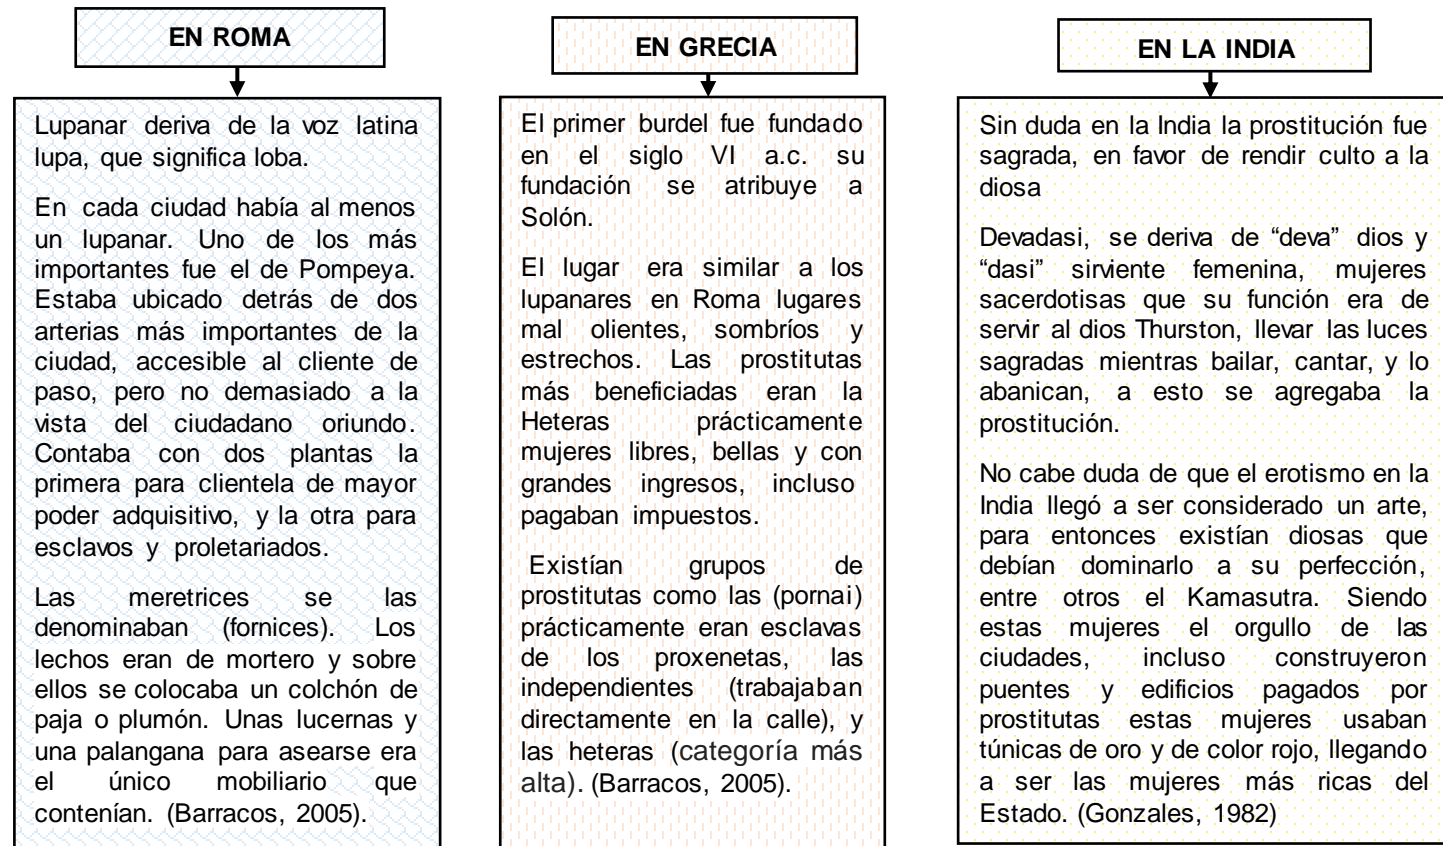 EN ROMA
Lupanar deriva de la voz latina
lupa, que significa loba.
En cada ciudad había al menos
un lupanar. Uno de los más
importantes fue el de Pompeya.
Estaba ubicado detrás de dos
arterias más importantes de la
ciudad, accesible al cliente de
paso, pero no demasiado a la
vista del ciudadano oriundo.
Contaba con dos plantas la
primera para clientela de mayor
poder adquisitivo, y la otra para
esclavos y proletariados.
Las meretrices se las
denominaban (fornices). Los
lechos eran de mortero y sobre
ellos se colocaba un colchón de
paja o plumón. Unas lucernas y
una palangana para asearse era
el único mobiliario que
contenían. (Barracos, 2005).
EN GRECIA
El primer burdel fue fundado
en el siglo VI a.c. su
fundación se atribuye a
Solón.
El lugar era similar a los
lupanares en Roma lugares
mal olientes, sombríos y
estrechos. Las prostitutas
más beneficiadas eran la
Heteras prácticamente
mujeres libres, bellas y con
grandes ingresos, incluso
pagaban impuestos.
Existían grupos de
prostitutas como las (pornai)
prácticamente eran esclavas
de los proxenetas, las
independientes (trabajaban
directamente en la calle), y
las heteras (categoría más
alta). (Barracos, 2005).
EN LA INDIA
Sin duda en la India la prostitución fue
sagrada, en favor de rendir culto a la
diosa
Devadasi, se deriva de “deva” dios y
“dasi” sirviente femenina, mujeres
sacerdotisas que su función era de
servir al dios Thurston, llevar las luces
sagradas mientras bailar, cantar, y lo
abanican, a esto se agregaba la
prostitución.
No cabe duda de que el erotismo en la
India llegó a ser considerado un arte,
para entonces existían diosas que
debían dominarlo a su perfección,
entre otros el Kamasutra. Siendo
estas mujeres el orgullo de las
ciudades, incluso construyeron
puentes y edificios pagados por
prostitutas estas mujeres usaban
túnicas de oro y de color rojo, llegando
a ser las mujeres más ricas del
Estado. (Gonzales, 1982)